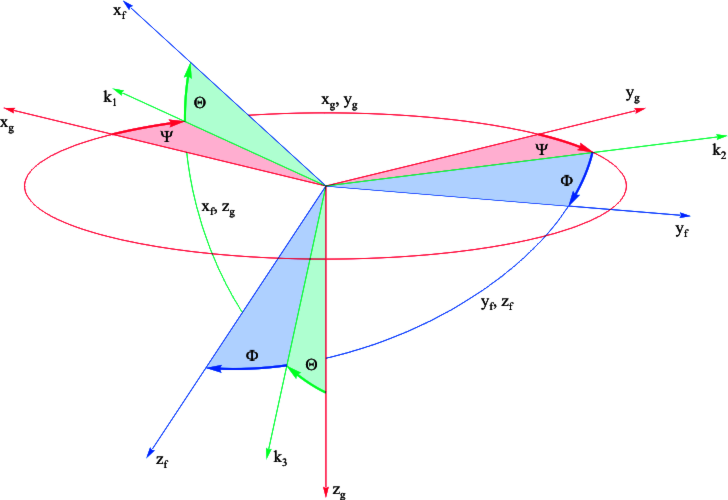 x_f
Θ
k_1
x_g, y_g
y_g
x_g
Ψ
Ψ
k_2
Φ
x_f, z_g
y_f
y_f, z_f
Φ
Θ
z_f
k_3
z_g